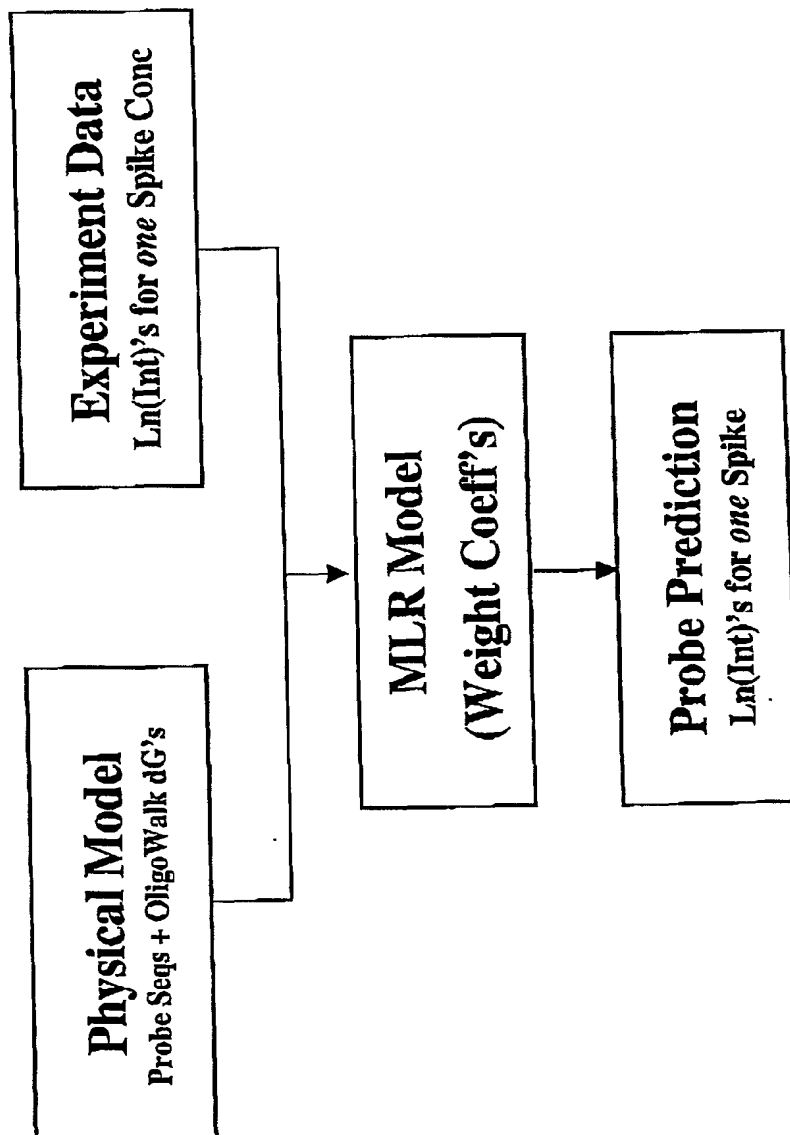 Physical Model
Probe Seqs + OligoWalk dG's
Experiment Data
Ln(Int)'s for one Spike Conc
MLR Model
(Weight Coeff's)
Probe Prediction
Ln(Int)'s for one Spike